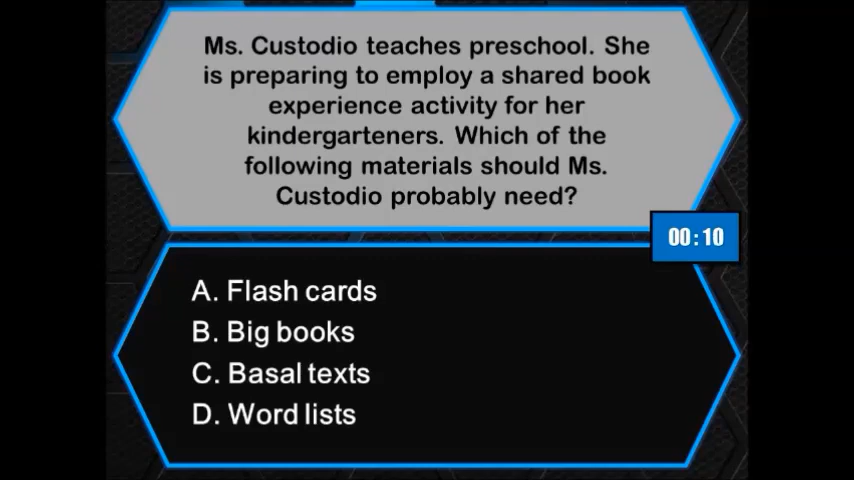 Ms. Custodio teaches preschool. She
is preparing to employ a shared book
experience activity for her
kindergarteners. Which of the
following materials should Ms.
Custodio probably need?
00:10
A. Flash cards
B. Big books
C. Basal texts
D. Word lists